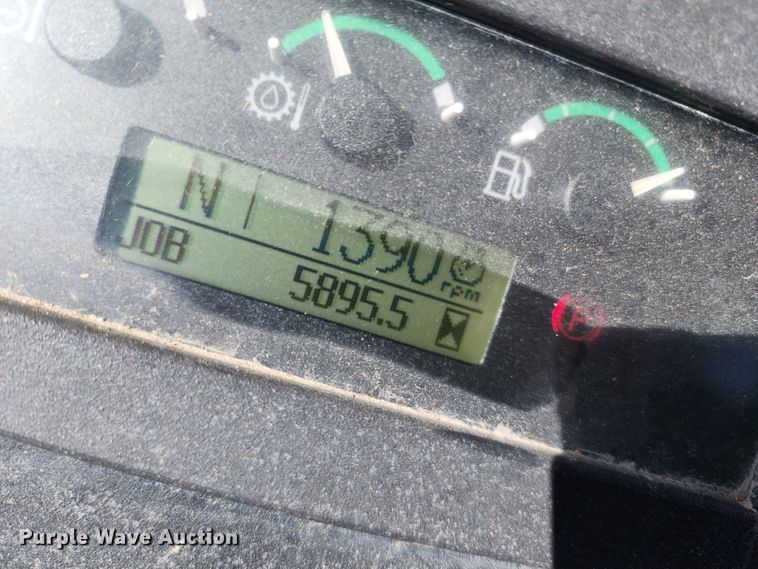 N 1390
rpm
JOB 5895.5
P
Purple Wave Auction